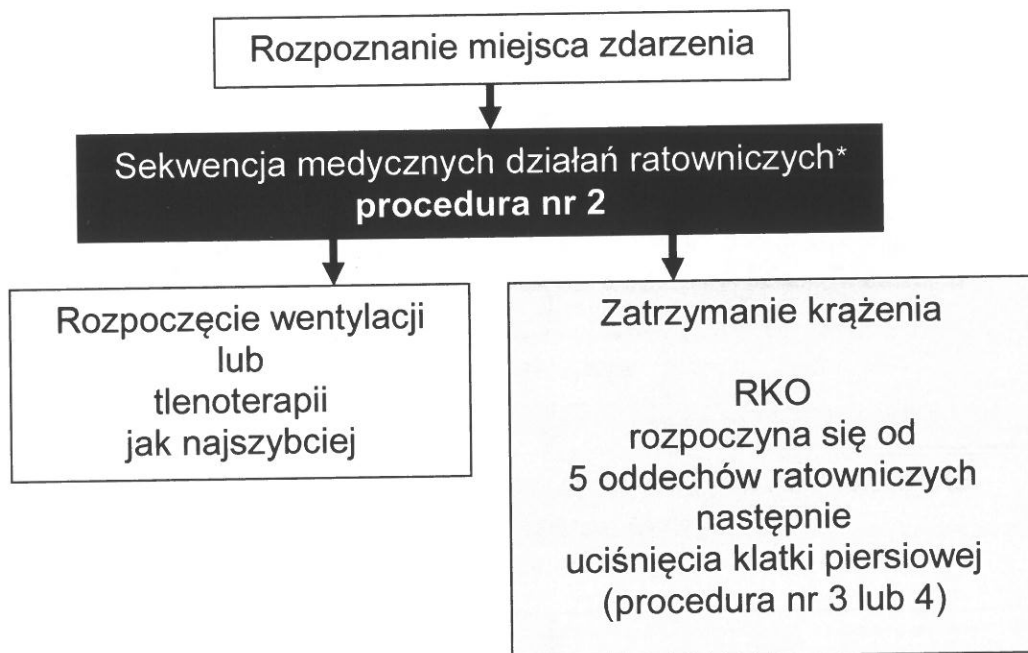 Rozpoznanie miejsca zdarzenia
Sekwencja medycznych działań ratowniczych*
procedura nr 2
Rozpoczęcie wentylacji
lub
tlenoterapii
jak najszybciej
Zatrzymanie krążenia
RKO
rozpoczyna się od
5 oddechów ratowniczych
następnie
uciśnięcia klatki piersiowej
(procedura nr 3 lub 4)